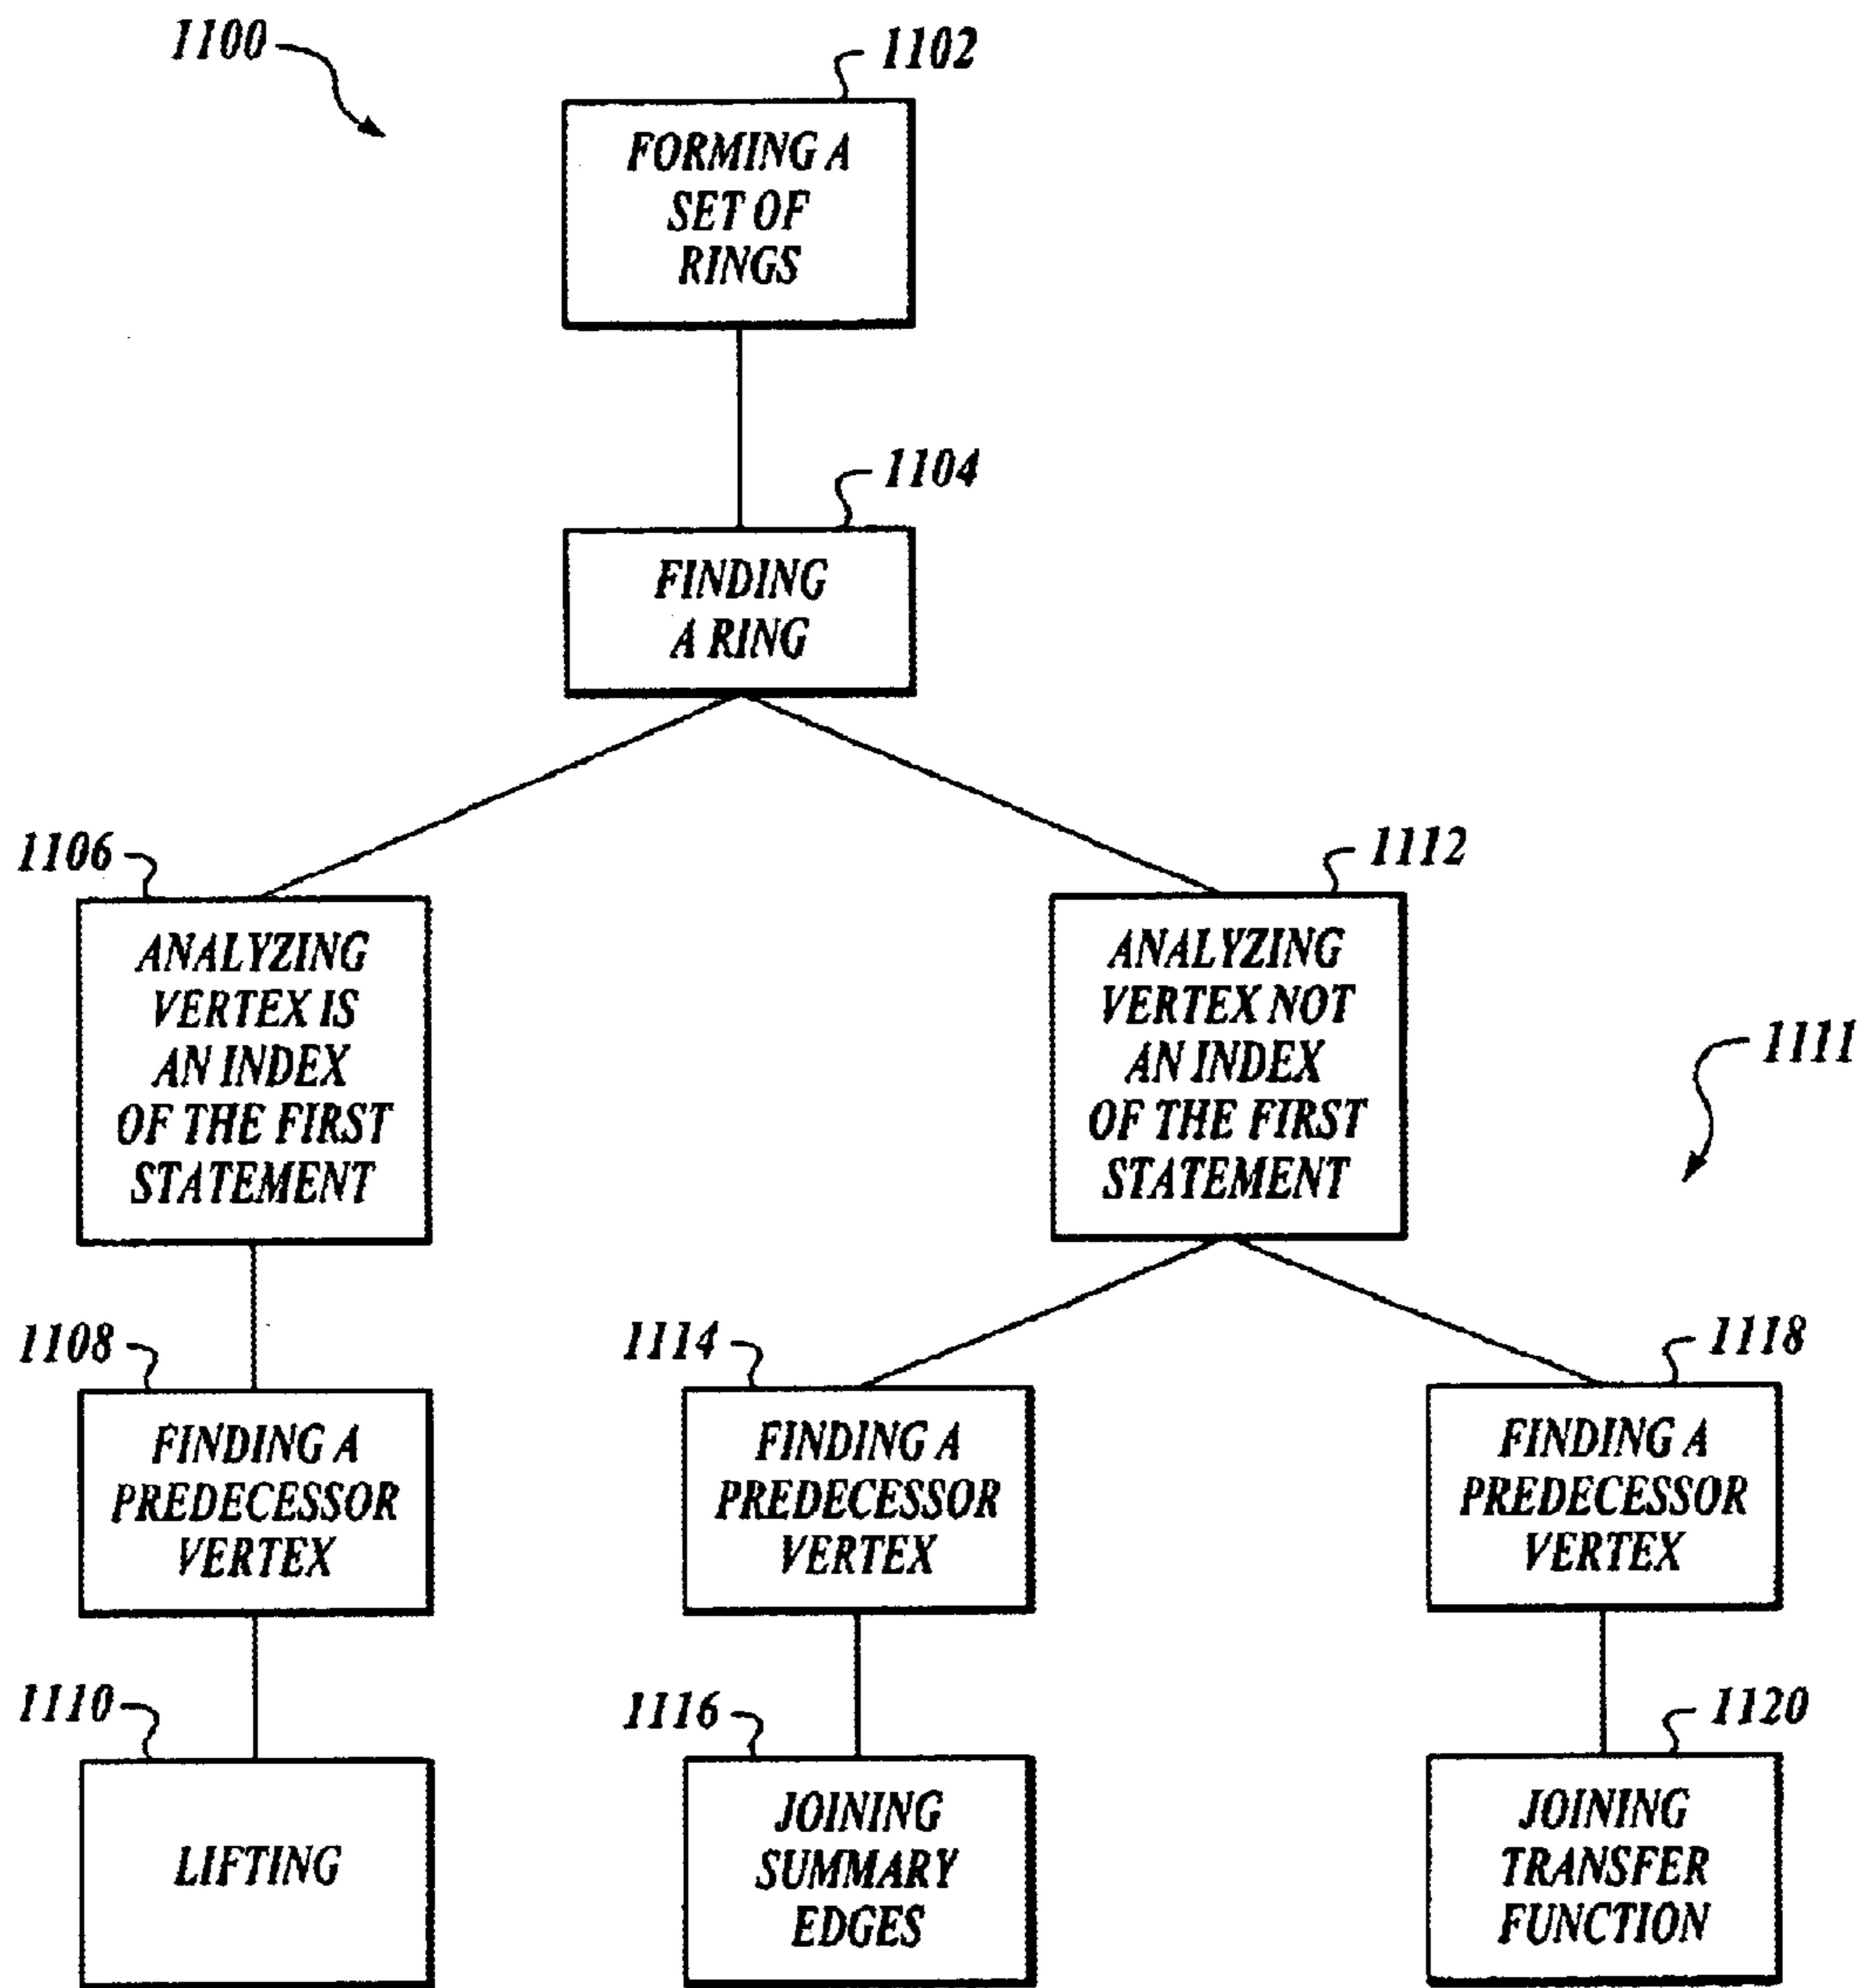 1100
1102
FORMING A
SET OF
RINGS
1104
FINDING
A RING
1106
ANALYZING
VERTEX IS
AN INDEX
OF THE FIRST
STATEMENT
1112
ANALYZING
VERTEX NOT
AN INDEX
OF THE FIRST
STATEMENT
1111
1108
FINDING A
PREDECESSOR
VERTEX
1114
FINDING A
PREDECESSOR
VERTEX
1118
FINDING A
PREDECESSOR
VERTEX
1110
LIFTING
1116
JOINING
SUMMARY
EDGES
1120
JOINING
TRANSFER
FUNCTION